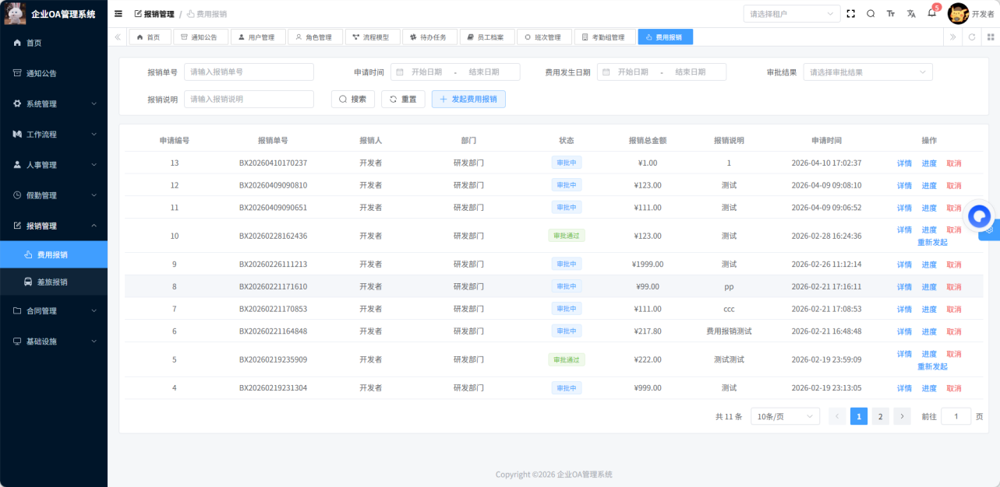 企业OA管理系统
首页
通知公告
系统管理
工作流程
人事管理
假勤管理
报销管理
费用报销
差旅报销
合同管理
基础设施
报销管理 / 费用报销
请选择租户
5
开发者
首页 通知公告 用户管理 角色管理 流程模型 待办任务 员工档案 班次管理 考勤组管理 费用报销
报销单号 请输入报销单号 申请时间 开始日期 - 结束日期 费用发生日期 开始日期 - 结束日期 审批结果 请选择审批结果
报销说明 请输入报销说明 搜索 重置 + 发起费用报销
申请编号 报销单号 报销人 部门 状态 报销总金额 报销说明 申请时间 操作
13 BX20260410170237 开发者 研发部门 审批中 ¥1.00 1 2026-04-10 17:02:37 详情 进度 取消
12 BX20260409090810 开发者 研发部门 审批中 ¥123.00 测试 2026-04-09 09:08:10 详情 进度 取消
11 BX20260409090651 开发者 研发部门 审批中 ¥111.00 测试 2026-04-09 09:06:52 详情 进度 取消
10 BX20260228162436 开发者 研发部门 审批通过 ¥123.00 测试 2026-02-28 16:24:36 详情 进度 取消
重新发起
9 BX20260226111213 开发者 研发部门 审批中 ¥1999.00 测试 2026-02-26 11:12:14 详情 进度 取消
8 BX20260221171610 开发者 研发部门 审批中 ¥99.00 pp 2026-02-21 17:16:11 详情 进度 取消
7 BX20260221170853 开发者 研发部门 审批中 ¥111.00 ccc 2026-02-21 17:08:53 详情 进度 取消
6 BX20260221164848 开发者 研发部门 审批中 ¥217.80 费用报销测试 2026-02-21 16:48:48 详情 进度 取消
5 BX20260219235909 开发者 研发部门 审批通过 ¥222.00 测试测试 2026-02-19 23:59:09 详情 进度 取消
重新发起
4 BX20260219231304 开发者 研发部门 审批中 ¥999.00 测试 2026-02-19 23:13:05 详情 进度 取消
共 11 条 10条/页 1 2 前往 1 页
Copyright ©2026 企业OA管理系统